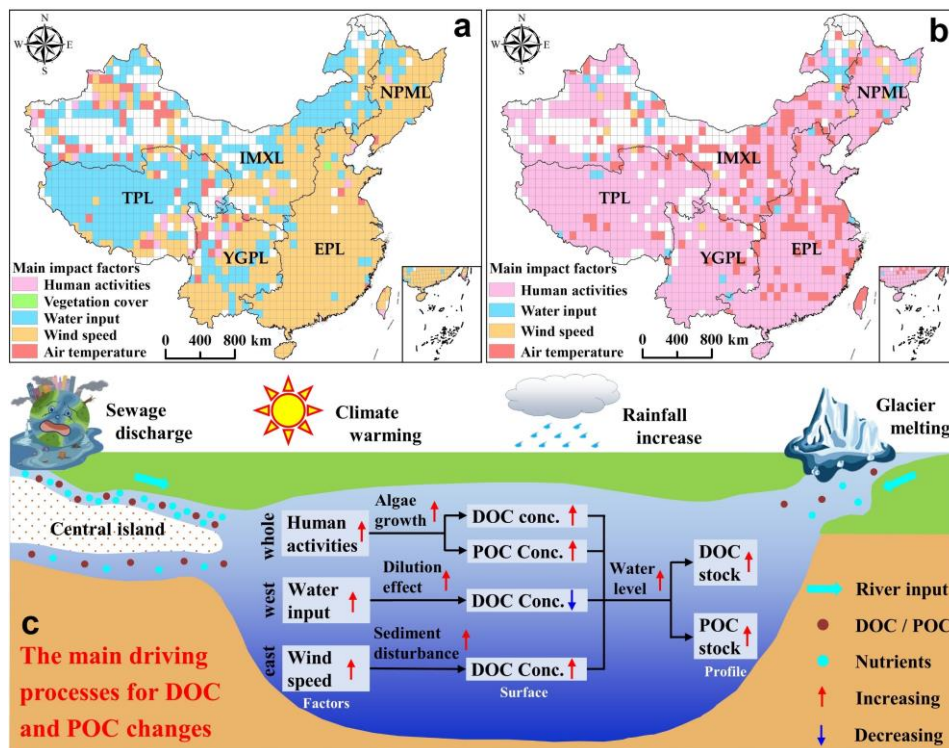 a
N
W
E
S
NPML
IMXL
TPL
YGPL
EPL
Main impact factors
Human activities
Vegetation cover
Water input
Wind speed
Air temperature
0 400 800 km
b
N
W
E
S
NPML
IMXL
TPL
YGPL
EPL
Main impact factors
Human activities
Water input
Wind speed
Air temperature
0 400 800 km
Sewage
discharge
Climate
warming
Rainfall
increase
Glacier
melting
Central island
whole
Human
activities
Algae
growth
DOC conc.
POC Conc.
west
Water
input
Dilution
effect
DOC Conc.
east
Wind
speed
Sediment
disturbance
DOC Conc.
Water
level
DOC
stock
POC
stock
Factors
Surface
Profile
c
The main driving
processes for DOC
and POC changes
River input
DOC / POC
Nutrients
Increasing
Decreasing